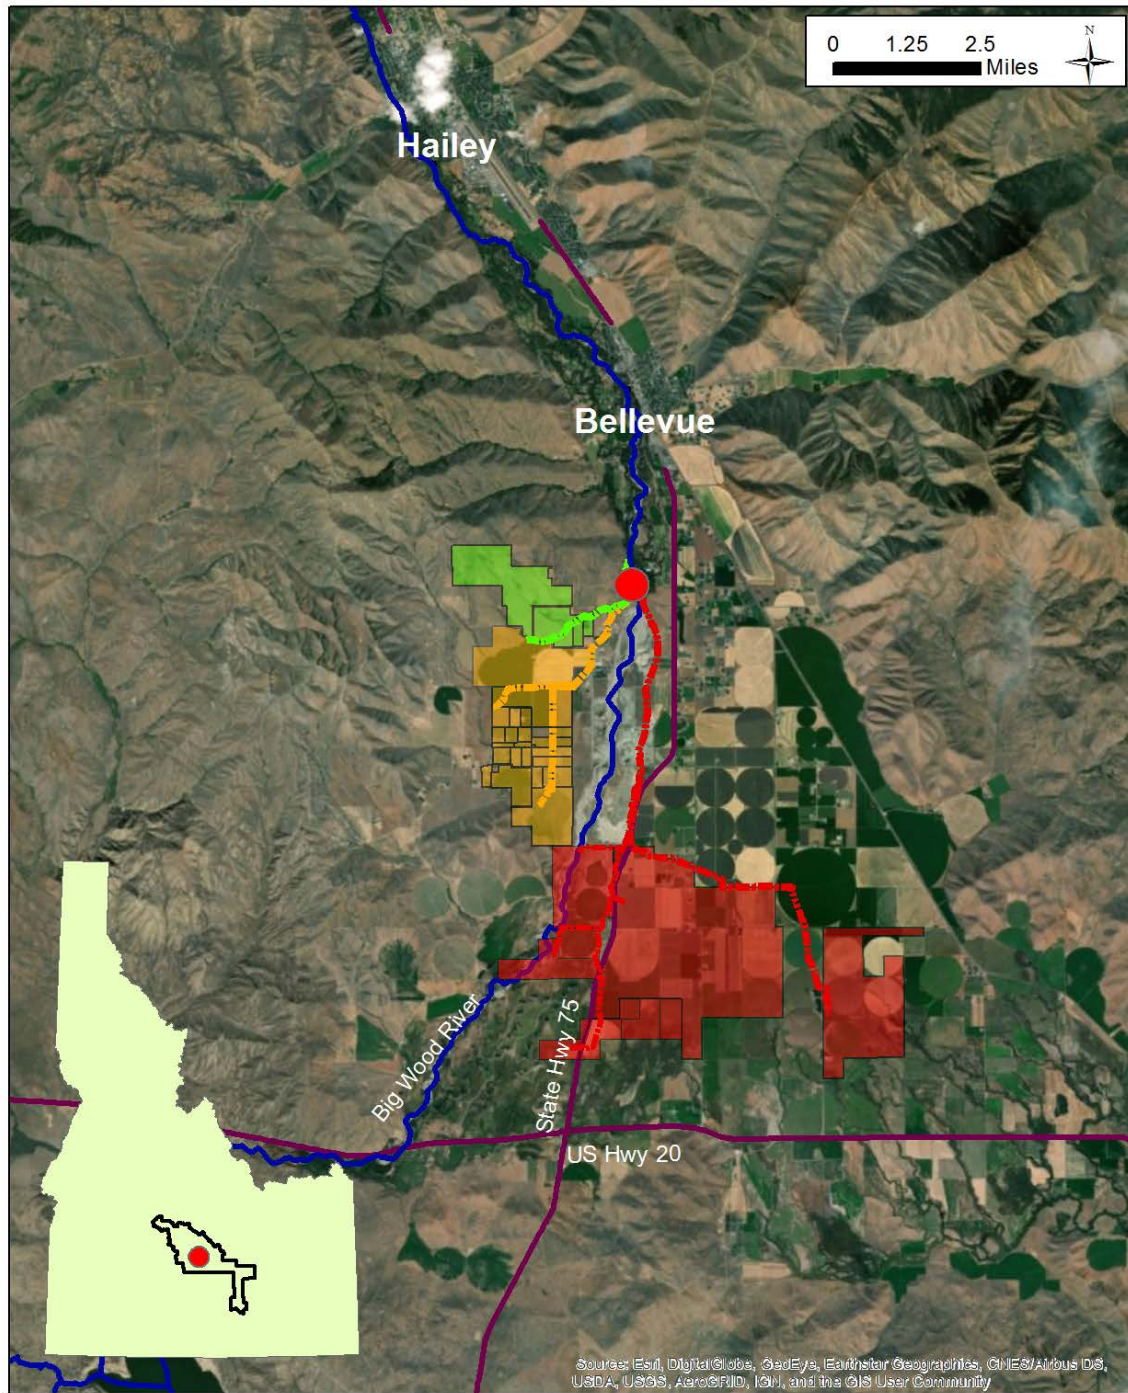 0 1.25 2.5
Miles
N
Hailey
Bellevue
Big Wood River
State Hwy 75
US Hwy 20
Source: Esri, DigitalGlobe, GeoEye, Earthstar Geographics, CNES/Airbus DS,
USDA, USGS, AeroGRID, IGN, and the GIS User Community